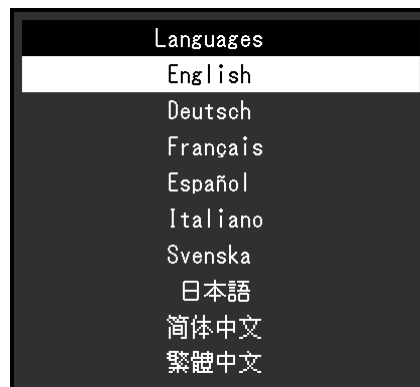 Languages
English
Deutsch
Français
Español
Italiano
Svenska
日本語
简体中文
繁體中文